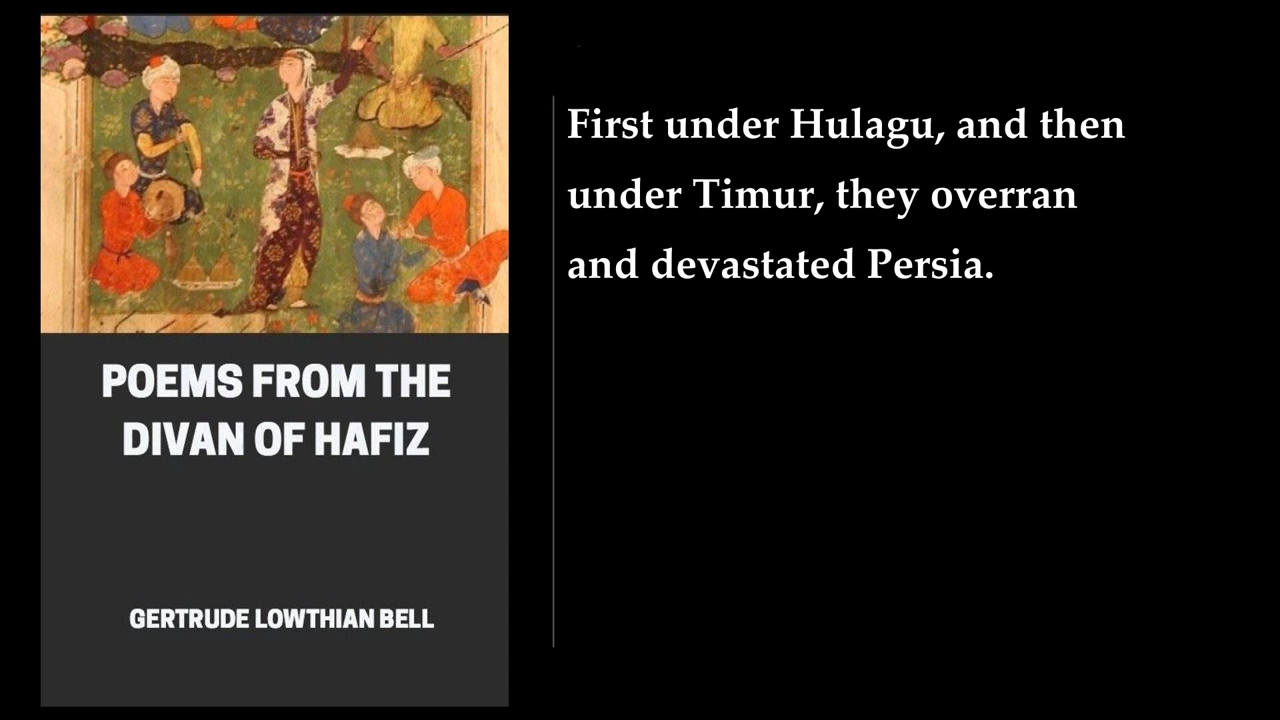 POEMS FROM THE
DIVAN OF HAFIZ
GERTRUDE LOWTHIAN BELL
First under Hulagu, and then
under Timur, they overran
and devastated Persia.